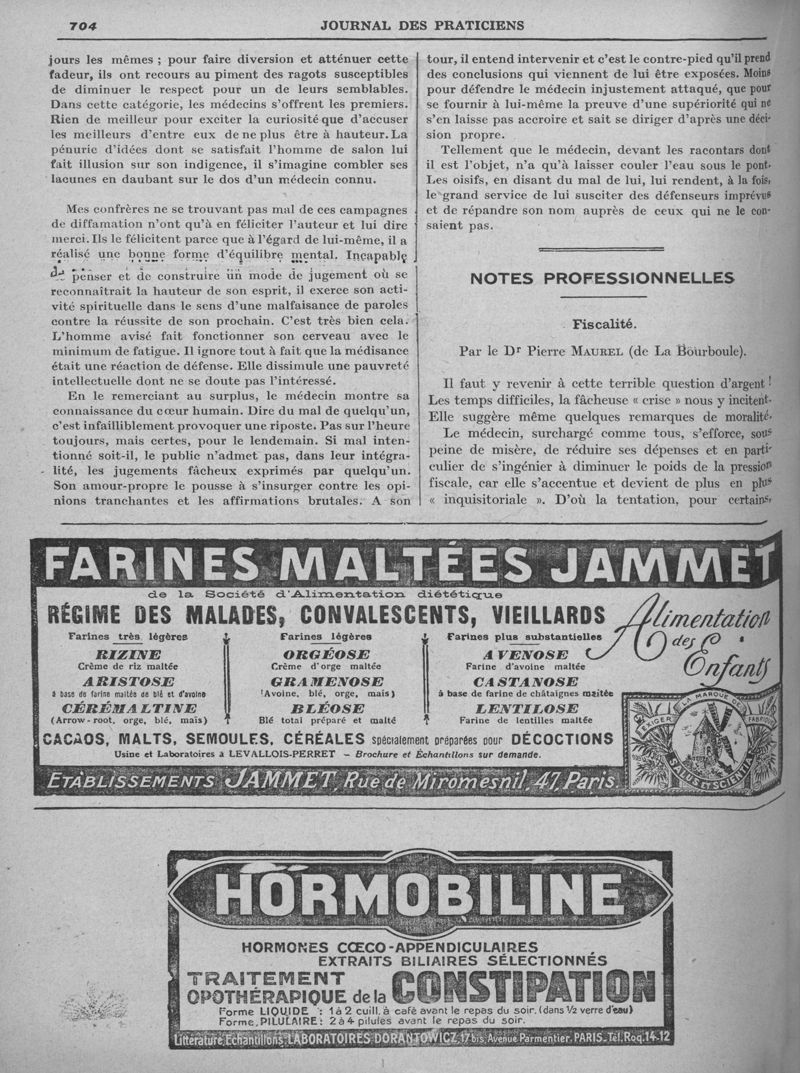 704
JOURNAL DES PRATICIENS
jours les mêmes ; pour faire diversion et atténuer cette
fadeur, ils ont recours au piment des ragots susceptibles
de diminuer le respect pour un de leurs semblables.
Dans cette catégorie, les médecins s'offrent les premiers.
Rien de meilleur pour exciter la curiosité que d'accuser
les meilleurs d'entre eux de ne plus être à hauteur. La
pénurie d'idées dont se satisfait l'homme de salon lui
fait illusion sur son indigence, il s'imagine combler ses
lacunes en daubant sur le dos d'un médecin connu.
Mes confrères ne se trouvant pas mal de ces campagnes
de diffamation n'ont qu'à en féliciter l'auteur et lui dire
merci. Ils le félicitent parce que à l'égard de lui-même, il a
réalisé une bonne forme d'équilibre mental. Incapable
de penser et de construire un mode de jugement où se
reconnaîtrait la hauteur de son esprit, il exerce son acti-
vité spirituelle dans le sens d'une malfaisance de paroles
contre la réussite de son prochain. C'est très bien cela.
L'homme avisé fait fonctionner son cerveau avec le
minimum de fatigue. Il ignore tout à fait que la médisance
était une réaction de défense. Elle dissimule une pauvreté
intellectuelle dont ne se doute pas l'intéressé.
En le remerciant au surplus, le médecin montre sa
connaissance du cœur humain. Dire du mal de quelqu'un,
c'est infailliblement provoquer une riposte. Pas sur l'heure
toujours, mais certes, pour le lendemain. Si mal inten-
tionné soit-il, le public n'admet pas, dans leur intégra-
lité, les jugements fâcheux exprimés par quelqu'un.
Son amour-propre le pousse à s'insurger contre les opi-
nions tranchantes et les affirmations brutales. A son
tour, il entend intervenir et c'est le contre-pied qu'il prend
des conclusions qui viennent de lui être exposées. Moins
pour défendre le médecin injustement attaqué, que pour
se fournir à lui-même la preuve d'une supériorité qui ne
s'en laisse pas accroire et sait se diriger d'après une déci-
sion propre.
Tellement que le médecin, devant les racontars dont
il est l'objet, n'a qu'à laisser couler l'eau sous le pont.
Les oisifs, en disant du mal de lui, lui rendent, à la fois,
le grand service de lui susciter des défenseurs imprévus
et de répandre son nom auprès de ceux qui ne le con-
saient pas.
NOTES PROFESSIONNELLES
Fiscalité.
Par le Dr Pierre MAUREL (de La Bourboule).
Il faut y revenir à cette terrible question d'argent !
Les temps difficiles, la fâcheuse « crise » nous y incitent.
Elle suggère même quelques remarques de moralité.
Le médecin, surchargé comme tous, s'efforce, sous
peine de misère, de réduire ses dépenses et en parti-
culier de s'ingénier à diminuer le poids de la pression
fiscale, car elle s'accentue et devient de plus en plus
« inquisitoriale ». D'où la tentation, pour certains,
FARINES MALTÉES JAMMET
de la Société d'Alimentation diététique
RÉGIME DES MALADES, CONVALESCENTS, VIEILLARDS
Alimentation
des
Enfants
Farines très légères
RIZINE
Crème de riz maltée
ARISTOSE
à base de farine maltée de blé et d'avoine
CÉRÉMALTINE
(Arrow-root, orge, blé, maïs)
Farines légères
ORGÉOSE
Crème d'orge maltée
GRAMENOSE
(Avoine, blé, orge, maïs)
BLÉOSE
Blé total préparé et malté
Farines plus substantielles
AVENOSE
Farine d'avoine maltée
CASTANOSE
à base de farine de châtaignes maltée
LENTILOSE
Farine de lentilles maltée
CACAOS, MALTS, SEMOULES, CÉRÉALES spécialement préparées pour DÉCOCTIONS
Usine et Laboratoires à LEVALLOIS-PERRET – Brochure et Échantillons sur demande.
EXIGER LA MARQUE DE FABRIQUE
SALUS ET SCIENTIA
ÉTABLISSEMENTS JAMMET, Rue de Miromesnil, 47, Paris.
HORMOBILINE
HORMONES CŒCO-APPENDICULAIRES
EXTRAITS BILIAIRES SÉLECTIONNÉS
TRAITEMENT
OPOTHÉRAPIQUE de la CONSTIPATION
Forme LIQUIDE : 1 à 2 cuill. à café avant le repas du soir. (dans 1/2 verre d'eau)
Forme PILULAIRE : 2 à 4 pilules avant le repas du soir.
Littérature, Échantillons, LABORATOIRES DORANTOWICZ, 17bis, Avenue Parmentier, PARIS_Tél. Roq. 14-12